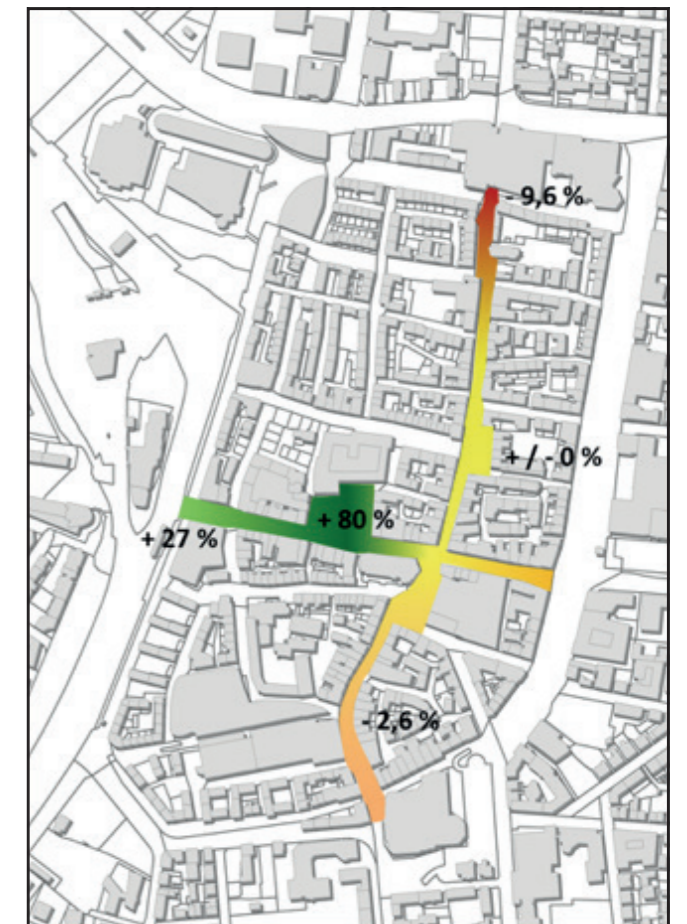 - 9,6 %
+ / - 0 %
+ 80 %
+ 27 %
- 2,6 %